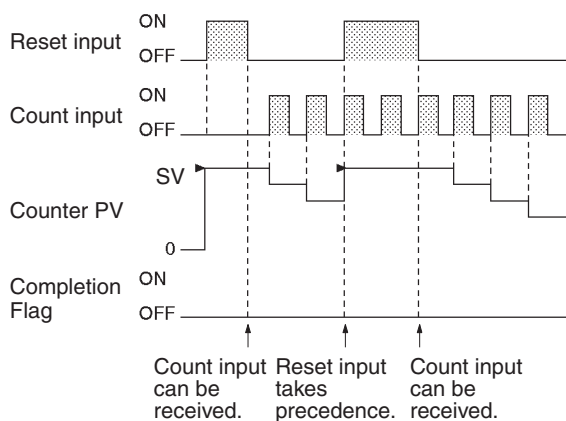 ON
Reset input
OFF
ON
Count input
OFF
SV
Counter PV
0
ON
Completion
Flag
OFF
Count input
can be
received.
Reset input
takes
precedence.
Count input
can be
received.